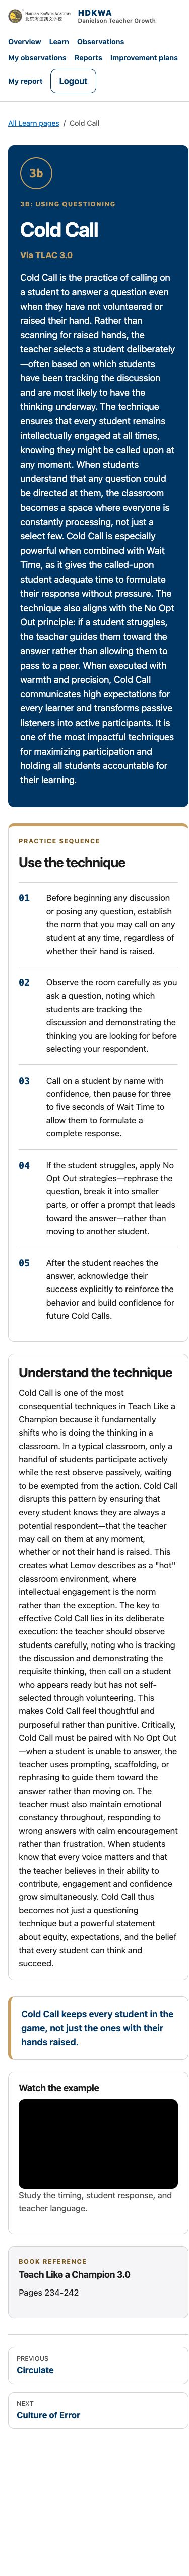 HDKWA
Danielson Teacher Growth
Overview Learn Observations
My observations Reports Improvement plans
My report Logout
All Learn pages / Cold Call
3b
3B: USING QUESTIONING
Cold Call
Via TLAC 3.0
Cold Call is the practice of calling on
a student to answer a question even
when they have not volunteered or
raised their hand. Rather than
scanning for raised hands, the
teacher selects a student deliberately
—often based on which students
have been tracking the discussion
and are most likely to have the
thinking underway. The technique
ensures that every student remains
intellectually engaged at all times,
knowing they might be called upon at
any moment. When students
understand that any question could
be directed at them, the classroom
becomes a space where everyone is
constantly processing, not just a
select few. Cold Call is especially
powerful when combined with Wait
Time, as it gives the called-upon
student adequate time to formulate
their response without pressure. The
technique also aligns with the No Opt
Out principle: if a student struggles,
the teacher guides them toward the
answer rather than allowing them to
pass to a peer. When executed with
warmth and precision, Cold Call
communicates high expectations for
every learner and transforms passive
listeners into active participants. It is
one of the most impactful techniques
for maximizing participation and
holding all students accountable for
their learning.
PRACTICE SEQUENCE
Use the technique
01 Before beginning any discussion
or posing any question, establish
the norm that you may call on any
student at any time, regardless of
whether their hand is raised.
02 Observe the room carefully as you
ask a question, noting which
students are tracking the
discussion and demonstrating the
thinking you are looking for before
selecting your respondent.
03 Call on a student by name with
confidence, then pause for three
to five seconds of Wait Time to
allow them to formulate a
complete response.
04 If the student struggles, apply No
Opt Out strategies—rephrase the
question, break it into smaller
parts, or offer a prompt that leads
toward the answer—rather than
moving to another student.
05 After the student reaches the
answer, acknowledge their
success explicitly to reinforce the
behavior and build confidence for
future Cold Calls.
Understand the technique
Cold Call is one of the most
consequential techniques in Teach Like a
Champion because it fundamentally
shifts who is doing the thinking in a
classroom. In a typical classroom, only a
handful of students participate actively
while the rest observe passively, waiting
to be exempted from the action. Cold Call
disrupts this pattern by ensuring that
every student knows they are always a
potential respondent—that the teacher
may call on them at any moment,
whether or not their hand is raised. This
creates what Lemov describes as a "hot"
classroom environment, where
intellectual engagement is the norm
rather than the exception. The key to
effective Cold Call lies in its deliberate
execution: the teacher should observe
students carefully, noting who is tracking
the discussion and demonstrating the
requisite thinking, then call on a student
who appears ready but has not self-
selected through volunteering. This
makes Cold Call feel thoughtful and
purposeful rather than punitive. Critically,
Cold Call must be paired with No Opt Out
—when a student is unable to answer, the
teacher uses prompting, scaffolding, or
rephrasing to guide them toward the
answer rather than moving on. The
teacher must also maintain emotional
constancy throughout, responding to
wrong answers with calm encouragement
rather than frustration. When students
know that every voice matters and that
the teacher believes in their ability to
contribute, engagement and confidence
grow simultaneously. Cold Call thus
becomes not just a questioning
technique but a powerful statement
about equity, expectations, and the belief
that every student can think and
succeed.
Cold Call keeps every student in the
game, not just the ones with their
hands raised.
Watch the example
Study the timing, student response, and
teacher language.
BOOK REFERENCE
Teach Like a Champion 3.0
Pages 234-242
PREVIOUS
Circulate
NEXT
Culture of Error